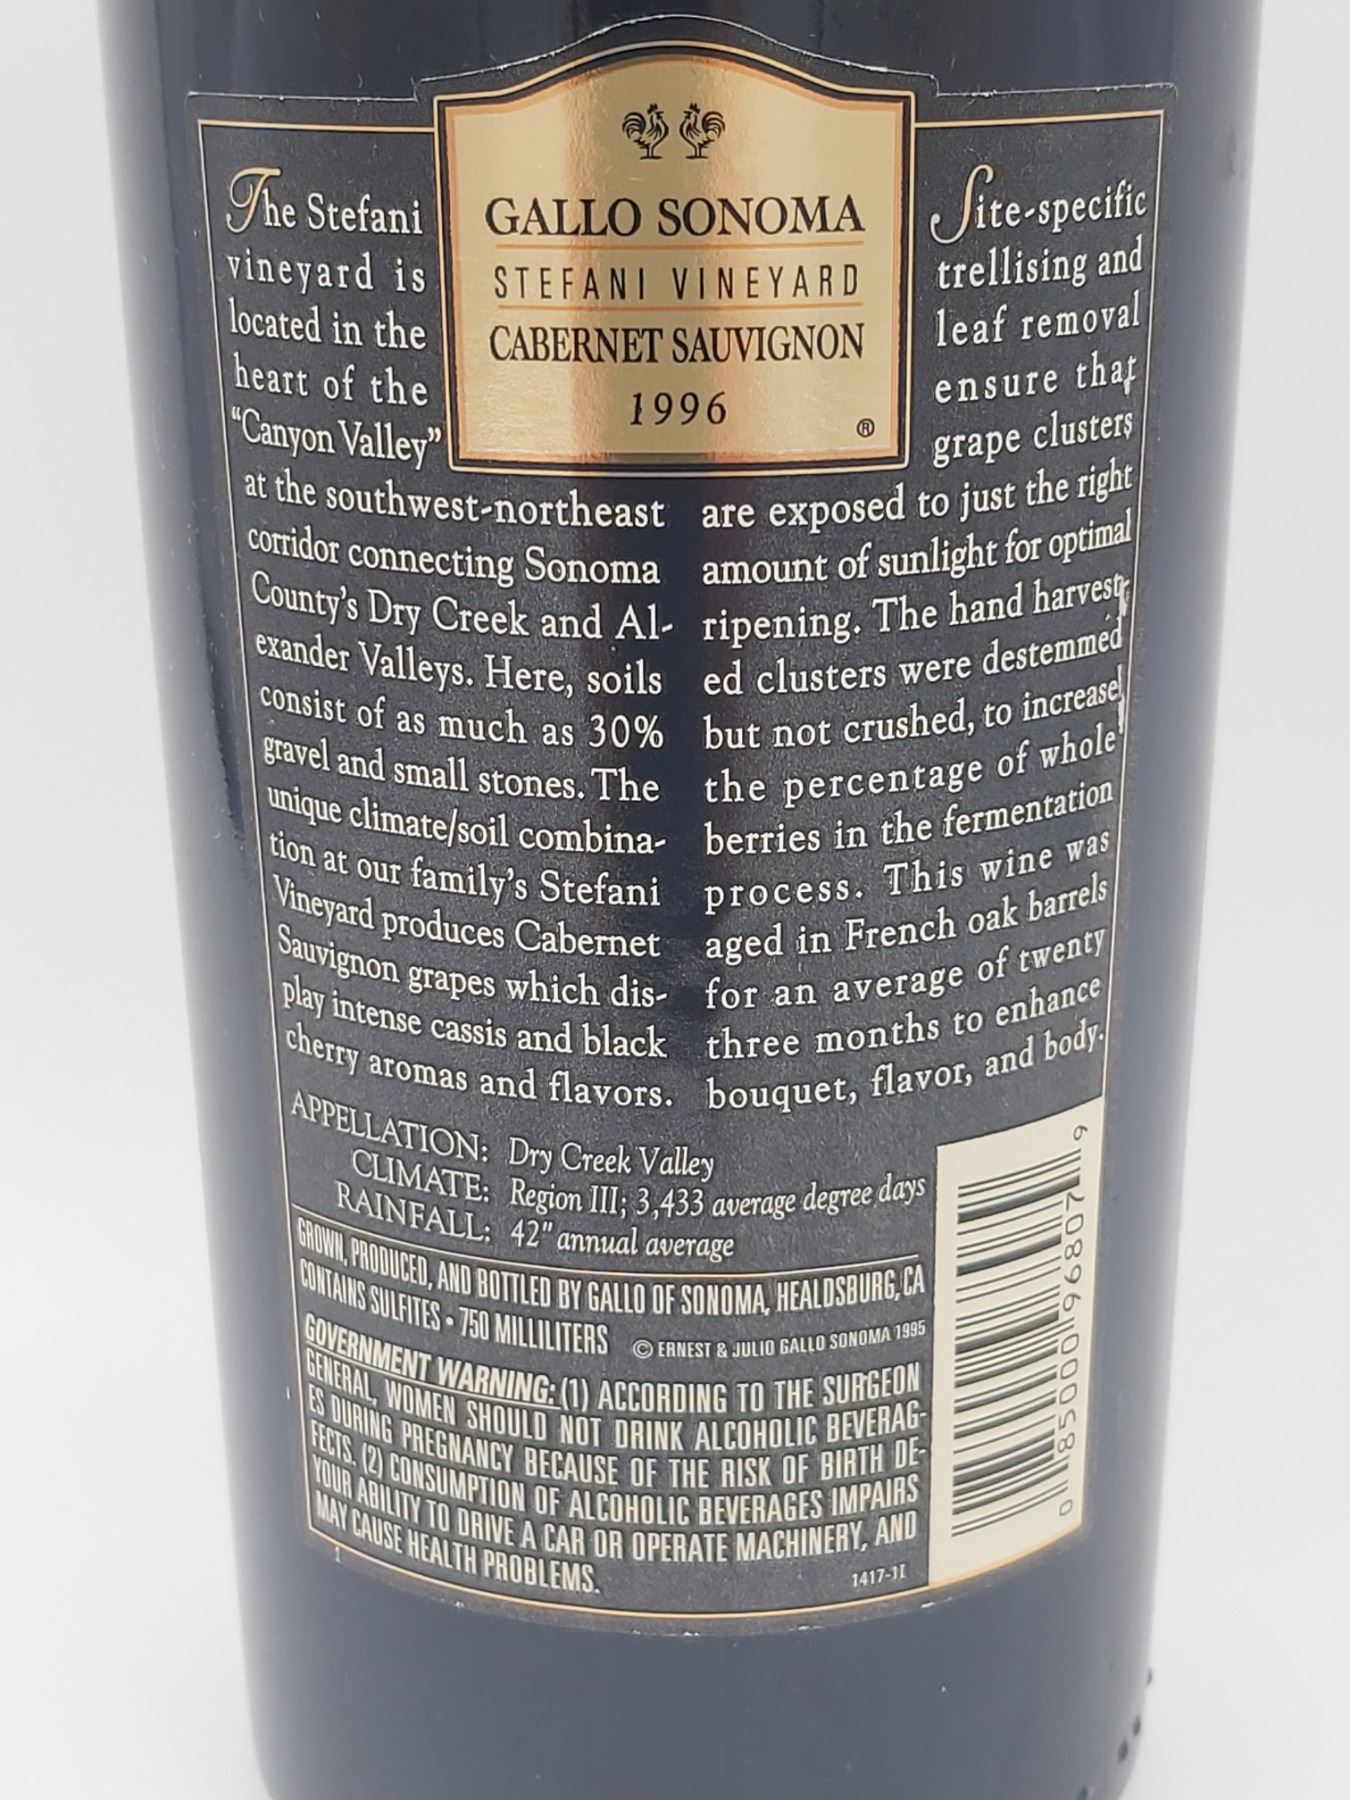 GALLO SONOMA
STEFANI VINEYARD
CABERNET SAUVIGNON
1996
®
The Stefani
vineyard is
located in the
heart of the
“Canyon Valley”
at the southwest-northeast
corridor connecting Sonoma
County’s Dry Creek and Al-
exander Valleys. Here, soils
consist of as much as 30%
gravel and small stones. The
unique climate/soil combina-
tion at our family’s Stefani
Vineyard produces Cabernet
Sauvignon grapes which dis-
play intense cassis and black
cherry aromas and flavors.
Site-specific
trellising and
leaf removal
ensure that
grape clusters
are exposed to just the right
amount of sunlight for optimal
ripening. The hand harvest-
ed clusters were destemmed
but not crushed, to increase
the percentage of whole
berries in the fermentation
process. This wine was
aged in French oak barrels
for an average of twenty
three months to enhance
bouquet, flavor, and body.
APPELLATION: Dry Creek Valley
CLIMATE: Region III; 3,433 average degree days
RAINFALL: 42" annual average
GROWN, PRODUCED, AND BOTTLED BY GALLO OF SONOMA, HEALDSBURG, CA
CONTAINS SULFITES • 750 MILLILITERS © ERNEST & JULIO GALLO SONOMA 1995
GOVERNMENT WARNING: (1) ACCORDING TO THE SURGEON
GENERAL, WOMEN SHOULD NOT DRINK ALCOHOLIC BEVERAG-
ES DURING PREGNANCY BECAUSE OF THE RISK OF BIRTH DE-
FECTS. (2) CONSUMPTION OF ALCOHOLIC BEVERAGES IMPAIRS
YOUR ABILITY TO DRIVE A CAR OR OPERATE MACHINERY, AND
MAY CAUSE HEALTH PROBLEMS.
1
1417-1I
0 85000 96807 9